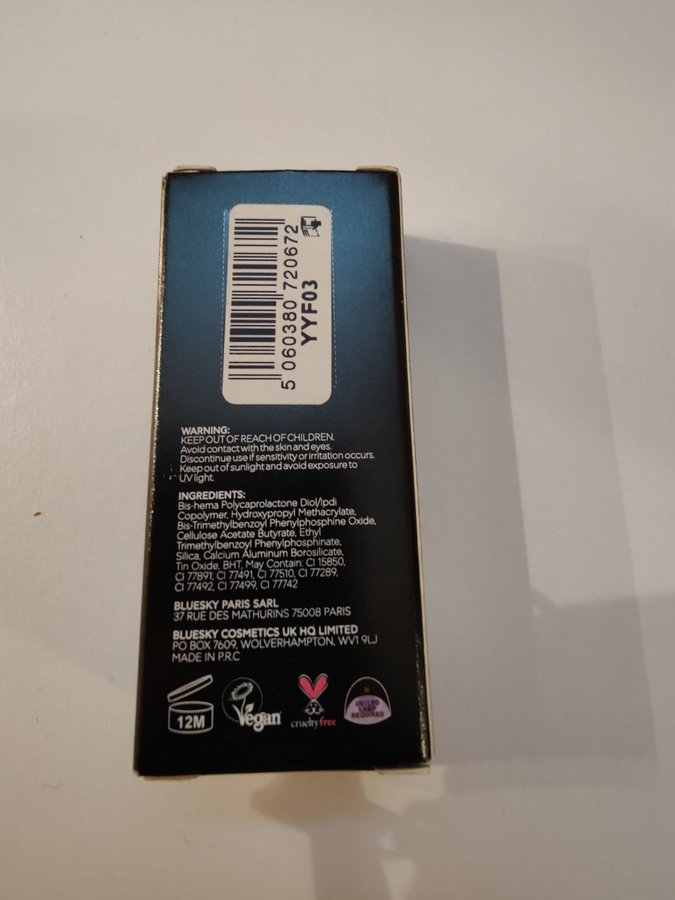 5 060380 720672
YYF03
WARNING:
KEEP OUT OF REACH OF CHILDREN.
Avoid contact with the skin and eyes.
Discontinue use if sensitivity or irritation occurs.
Keep out of sunlight and avoid exposure to
UV light.
INGREDIENTS:
Bis-hema Polycaprolactone Diol/Ipdi
Copolymer, Hydroxypropyl Methacrylate,
Bis-Trimethylbenzoyl Phenylphosphine Oxide,
Cellulose Acetate Butyrate, Ethyl
Trimethylbenzoyl Phenylphosphinate,
Silica, Calcium Aluminum Borosilicate,
Tin Oxide, BHT, May Contain: CI 15850,
CI 77891, CI 77491, CI 77510, CI 77289,
CI 77492, CI 77499, CI 77742
BLUESKY PARIS SARL
37 RUE DES MATHURINS 75008 PARIS
BLUESKY COSMETICS UK HQ LIMITED
PO BOX 7609, WOLVERHAMPTON, WV1 9LJ
MADE IN P.R.C
12M
Vegan
crueltyfree
UV/LED
LAMP
REQUIRED